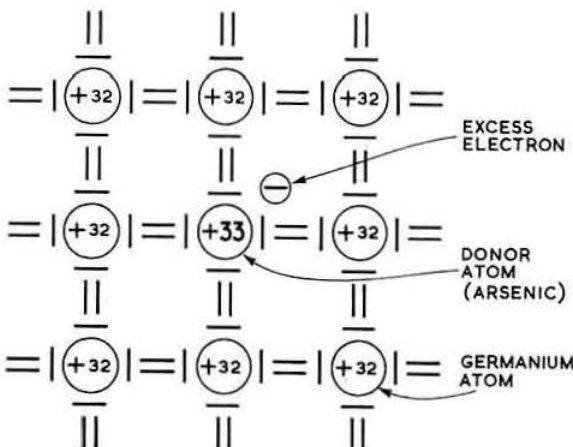 +32 +32 +32
EXCESS
ELECTRON
−
+32 +33 +32
DONOR
ATOM
(ARSENIC)
+32 +32 +32
GERMANIUM
ATOM